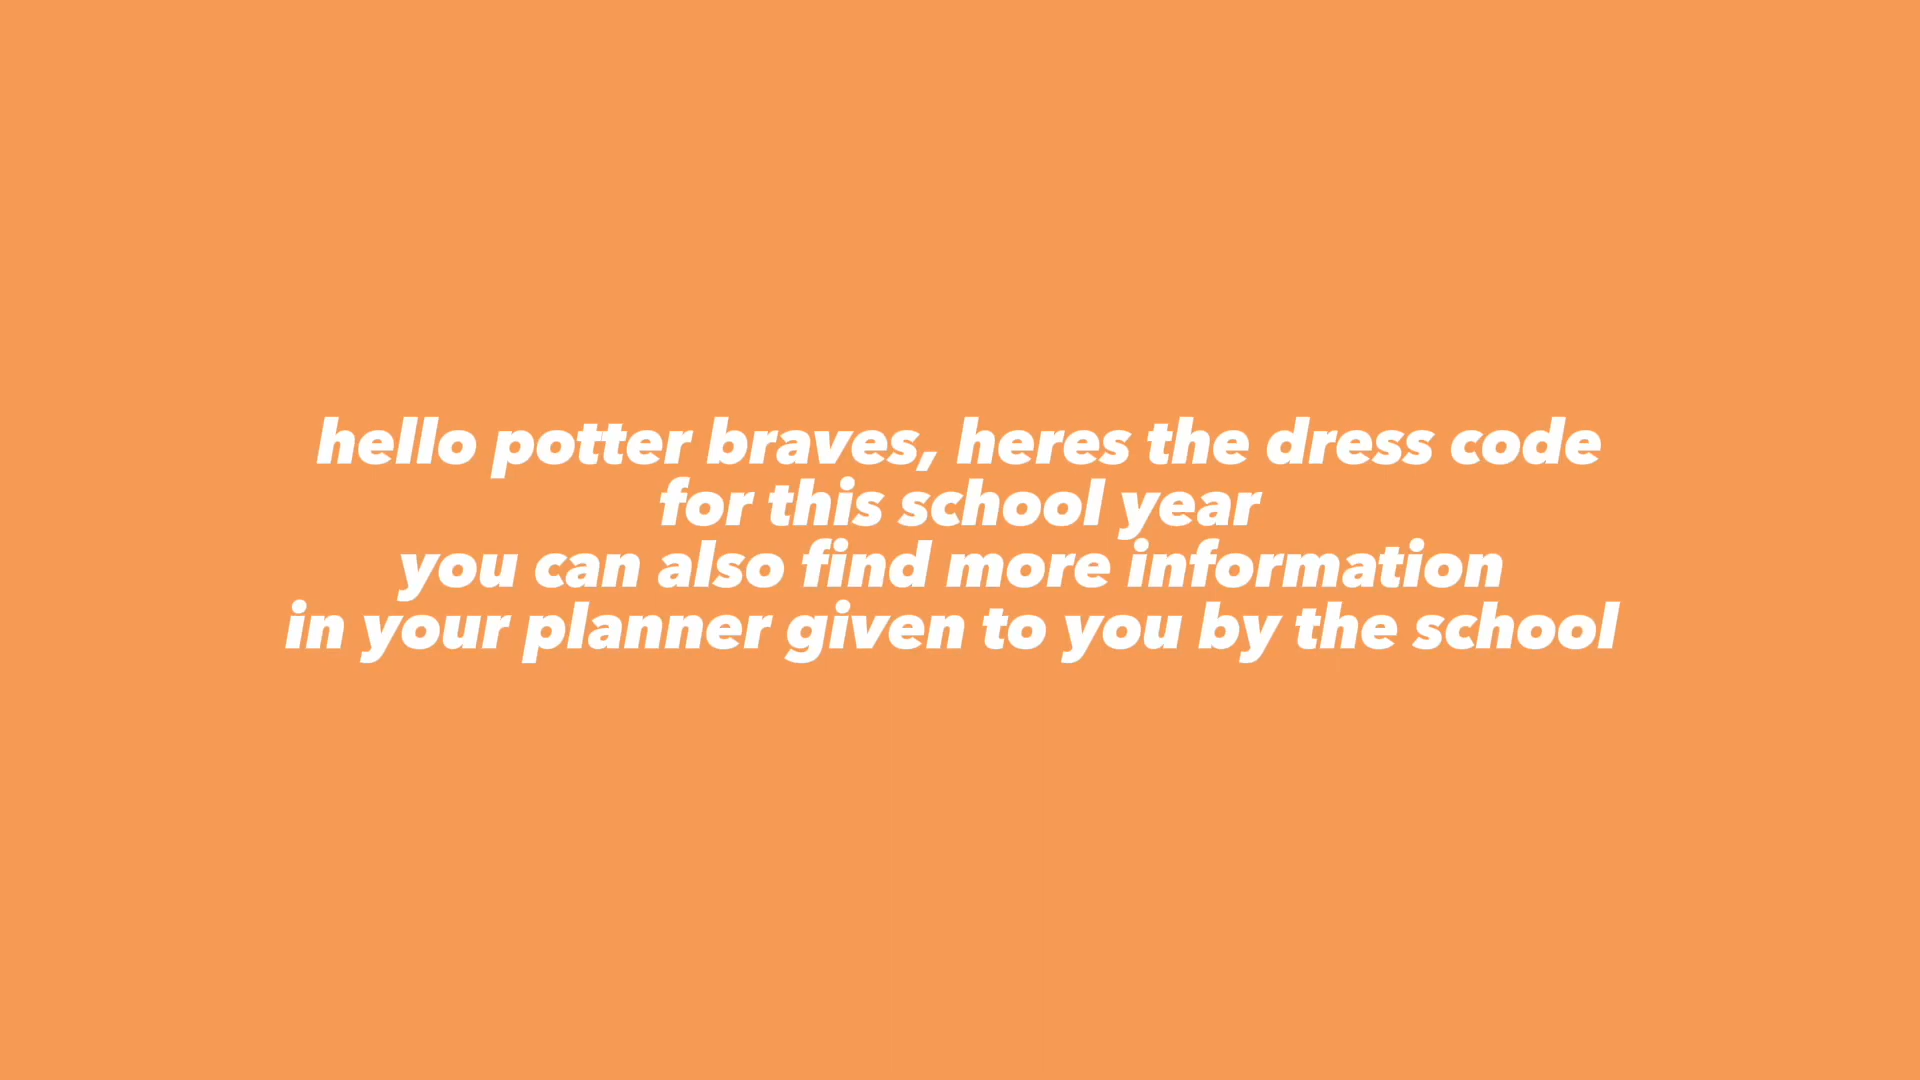 hello potter braves, heres the dress code
for this school year
you can also find more information
in your planner given to you by the school